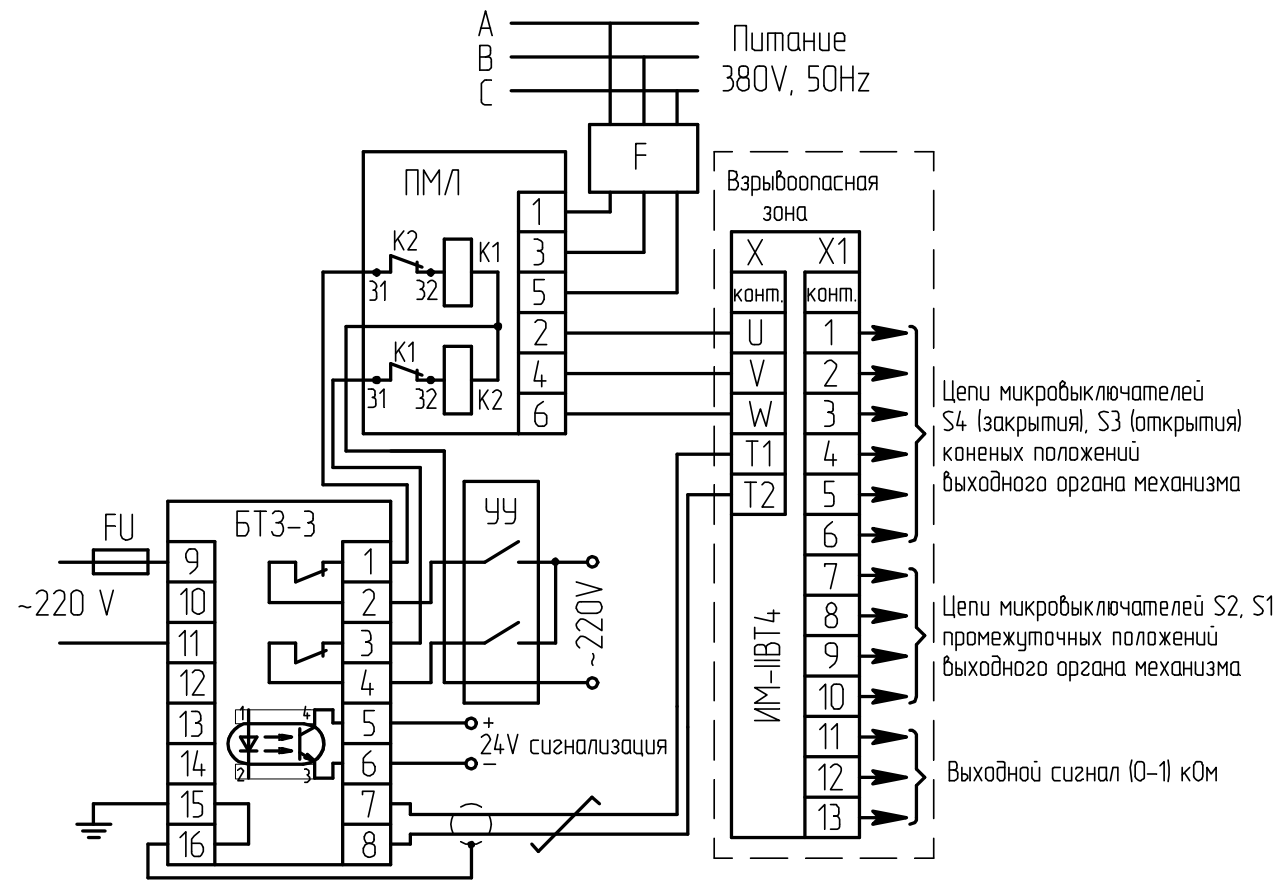 A
B
C
Питание
380V, 50Hz
F
ПМЛ
1
3
5
2
4
6
К2
К1
31
32
К1
31
32
К2
Взрывоопасная
зона
X
X1
конт.
конт.
U
V
W
T1
T2
1
2
3
4
5
6
7
8
9
10
11
12
13
ИМ-IIВТ4
Цепи микровыключателей
S4 (закрытия), S3 (открытия)
коненых положений
выходного органа механизма
Цепи микровыключателей S2, S1
промежуточных положений
выходного органа механизма
Выходной сигнал (0-1) кОм
FU
~220 V
БТЗ-3
9
10
11
12
13
14
15
16
1
2
3
4
5
6
7
8
1
4
2
3
УУ
~220V
+
24V сигнализация
−